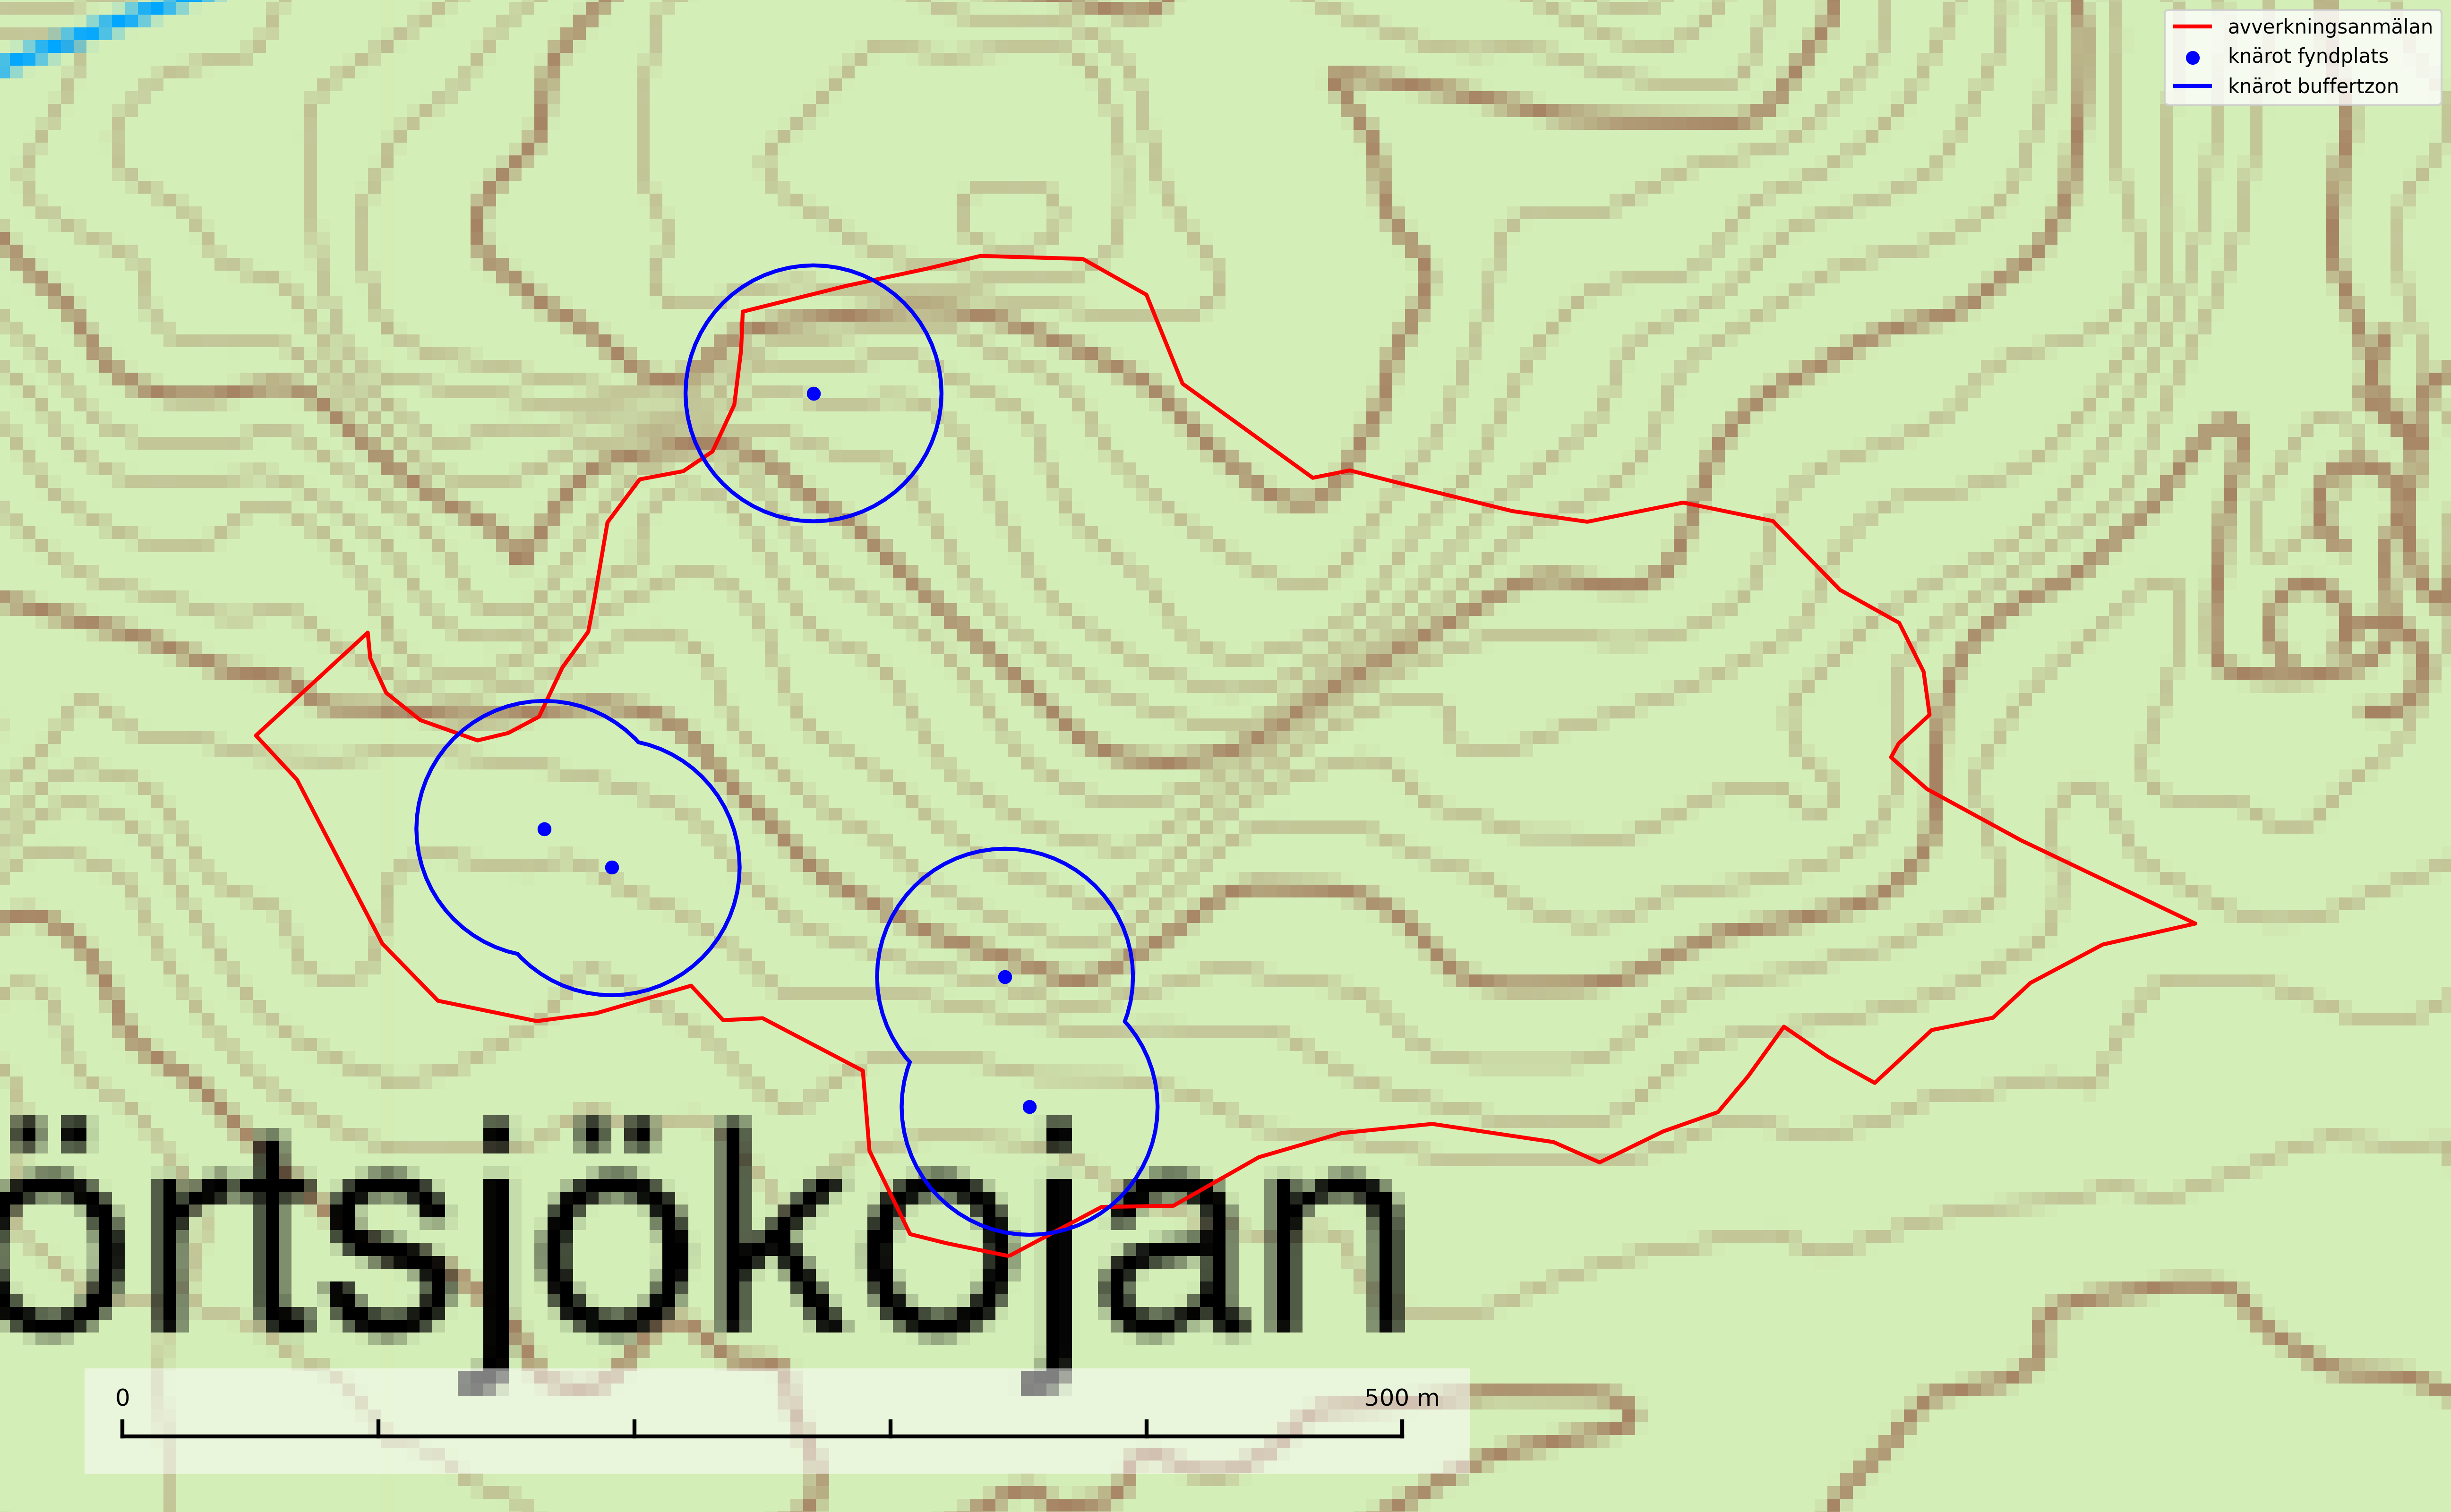 avverkningsanmälan
knärot fyndplats
knärot buffertzon
örtsjökojan
0 500 m